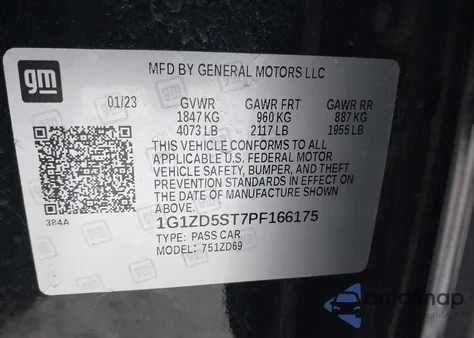 gm
MFD BY GENERAL MOTORS LLC
01/23 GVWR GAWR FRT GAWR RR
1847 KG 960 KG 887 KG
4073 LB 2117 LB 1955 LB
THIS VEHICLE CONFORMS TO ALL
APPLICABLE U.S. FEDERAL MOTOR
VEHICLE SAFETY, BUMPER, AND THEFT
PREVENTION STANDARDS IN EFFECT ON
THE DATE OF MANUFACTURE SHOWN
ABOVE.
384A
1G1ZD5ST7PF166175
TYPE: PASS CAR
MODEL: 751ZD69
AutoSnap